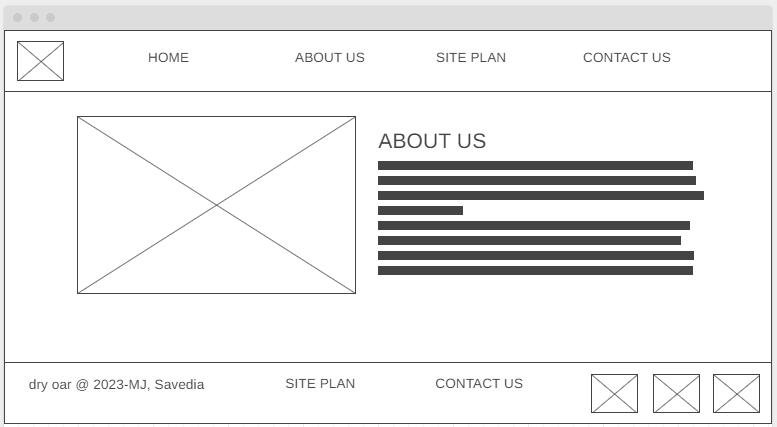 HOME
ABOUT US
SITE PLAN
CONTACT US
ABOUT US
dry oar @ 2023-MJ, Savedia
SITE PLAN
CONTACT US